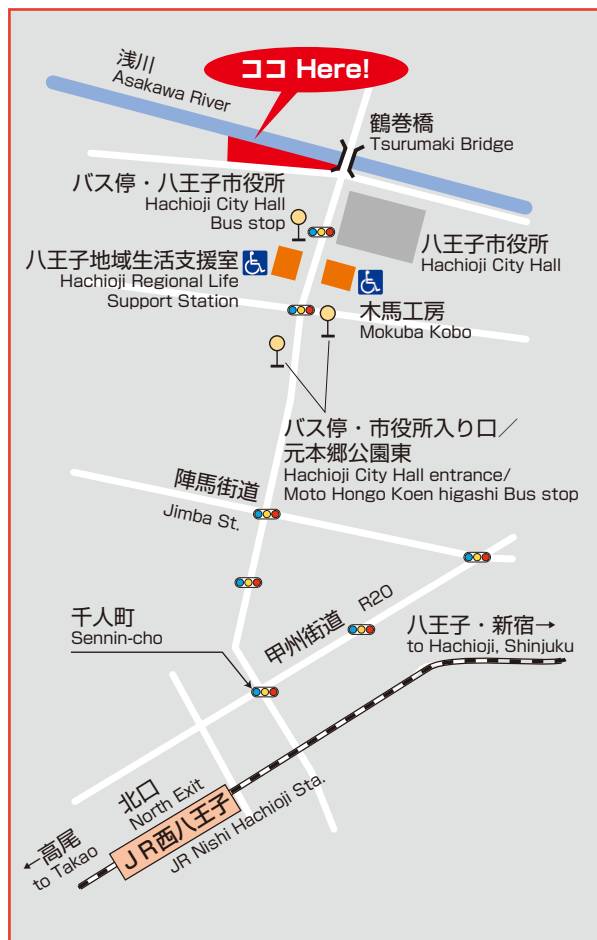 浅川
Asakawa River
ココ Here!
鶴巻橋
Tsurumaki Bridge
バス停・八王子市役所
Hachioji City Hall
Bus stop
八王子市役所
Hachioji City Hall
八王子地域生活支援室
Hachioji Regional Life
Support Station
木馬工房
Mokuba Kobo
バス停・市役所入り口／
元本郷公園東
Hachioji City Hall entrance/
Moto Hongo Koen higashi Bus stop
陣馬街道
Jimba St.
千人町
Sennin-cho
甲州街道 R20
八王子・新宿→
to Hachioji, Shinjuku
北口
North Exit
JR西八王子
JR Nishi Hachioji Sta.
←高尾
to Takao